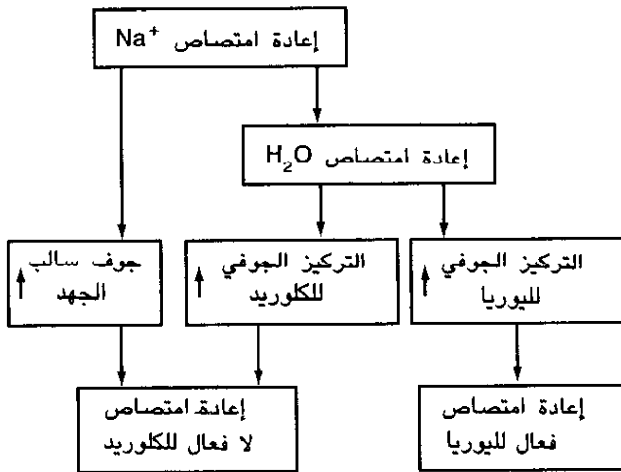 إعادة امتصاص Na⁺
إعادة امتصاص H₂O
جوف سالب
الجهد
التركيز الجوفي
للكلوريد
التركيز الجوفي
لليوريا
إعادة امتصاص
لا فعال للكلوريد
إعادة امتصاص
فعال لليوريا